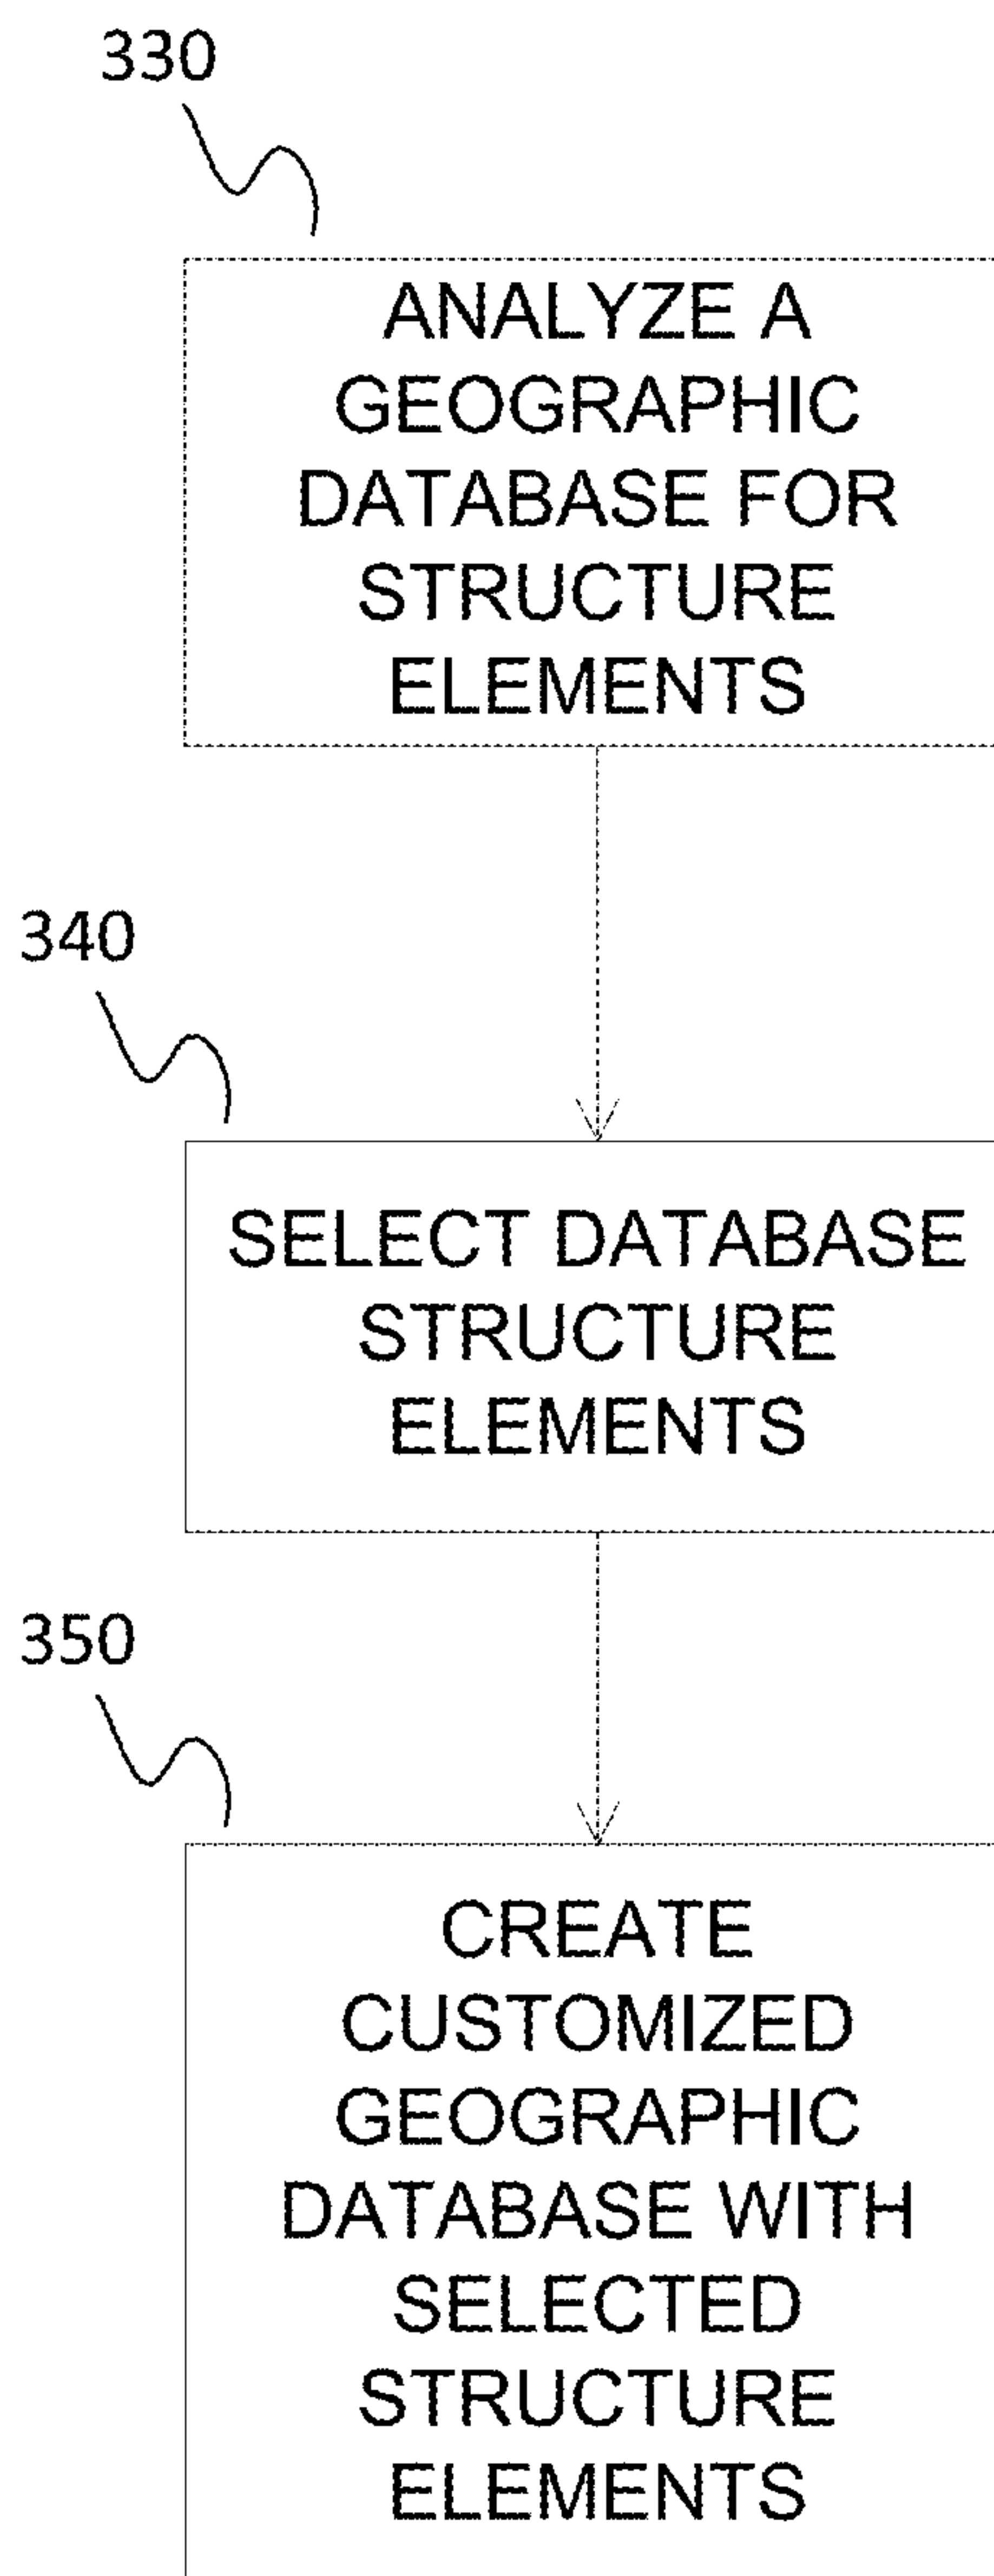 330
ANALYZE A
GEOGRAPHIC
DATABASE FOR
STRUCTURE
ELEMENTS
340
SELECT DATABASE
STRUCTURE
ELEMENTS
350
CREATE
CUSTOMIZED
GEOGRAPHIC
DATABASE WITH
SELECTED
STRUCTURE
ELEMENTS